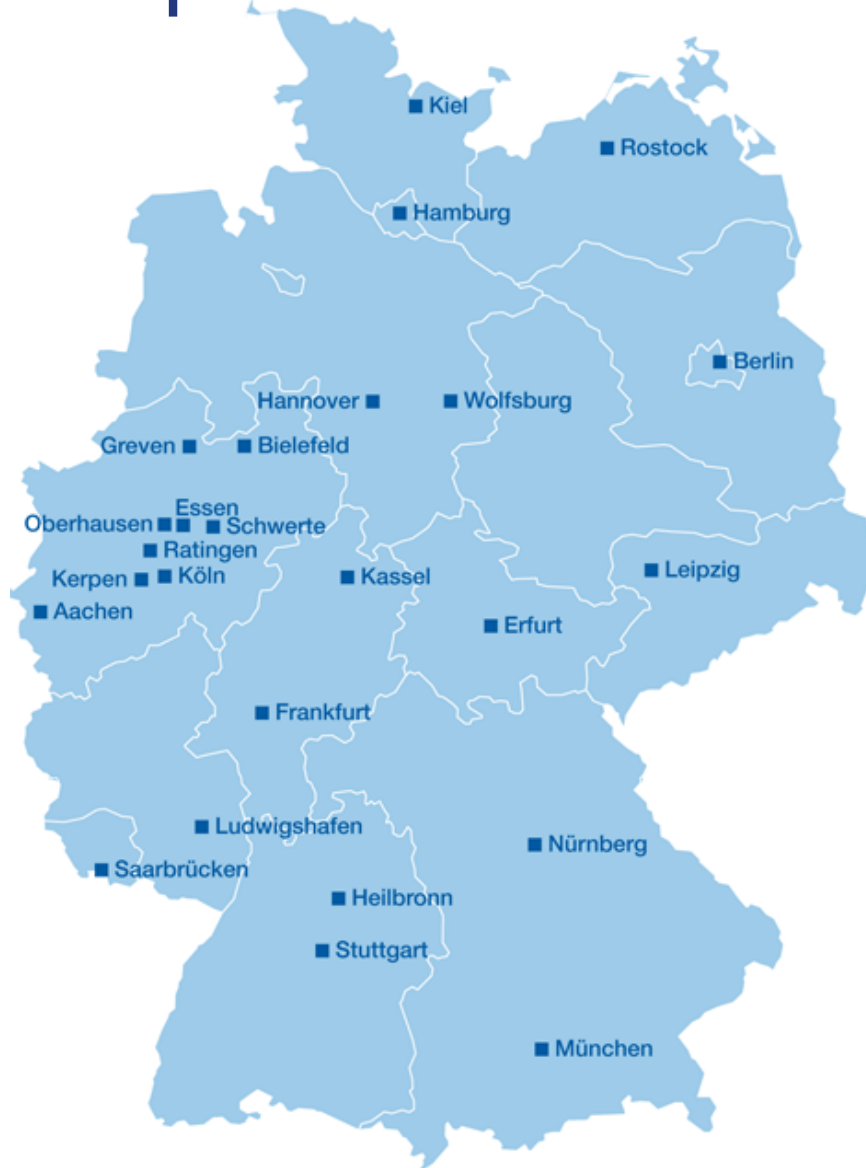 Kiel
Rostock
Hamburg
Berlin
Hannover
Wolfsburg
Greven
Bielefeld
Essen
Oberhausen
Schwerte
Ratingen
Kerpen
Köln
Kassel
Leipzig
Aachen
Erfurt
Frankfurt
Ludwigshafen
Nürnberg
Saarbrücken
Heilbronn
Stuttgart
München